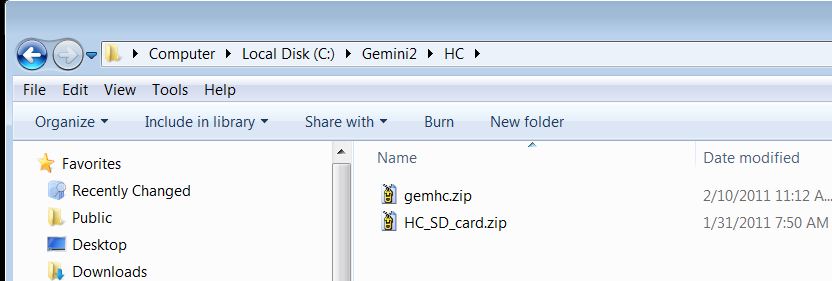 Computer Local Disk (C:) Gemini2 HC
File Edit View Tools Help
Organize Include in library Share with Burn New folder
Favorites
Recently Changed
Public
Desktop
Downloads
Name Date modified
gemhc.zip 2/10/2011 11:12 A...
HC_SD_card.zip 1/31/2011 7:50 AM